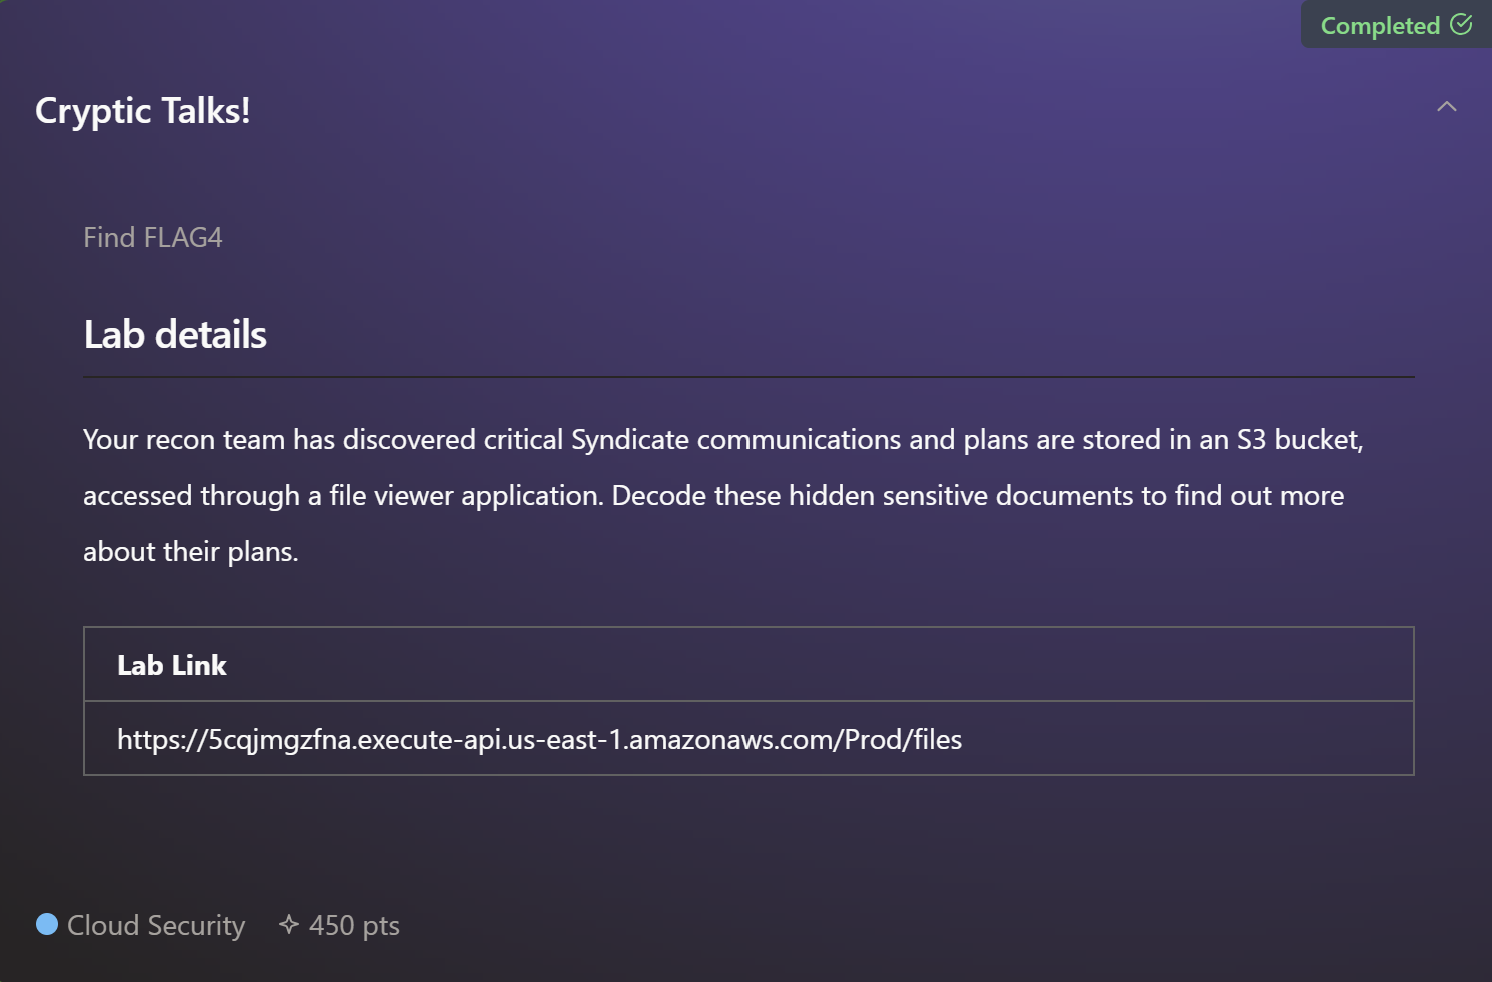 Completed
Cryptic Talks!
Find FLAG4
Lab details
Your recon team has discovered critical Syndicate communications and plans are stored in an S3 bucket,
accessed through a file viewer application. Decode these hidden sensitive documents to find out more
about their plans.
Lab Link
https://5cqjmgzfna.execute-api.us-east-1.amazonaws.com/Prod/files
Cloud Security 450 pts